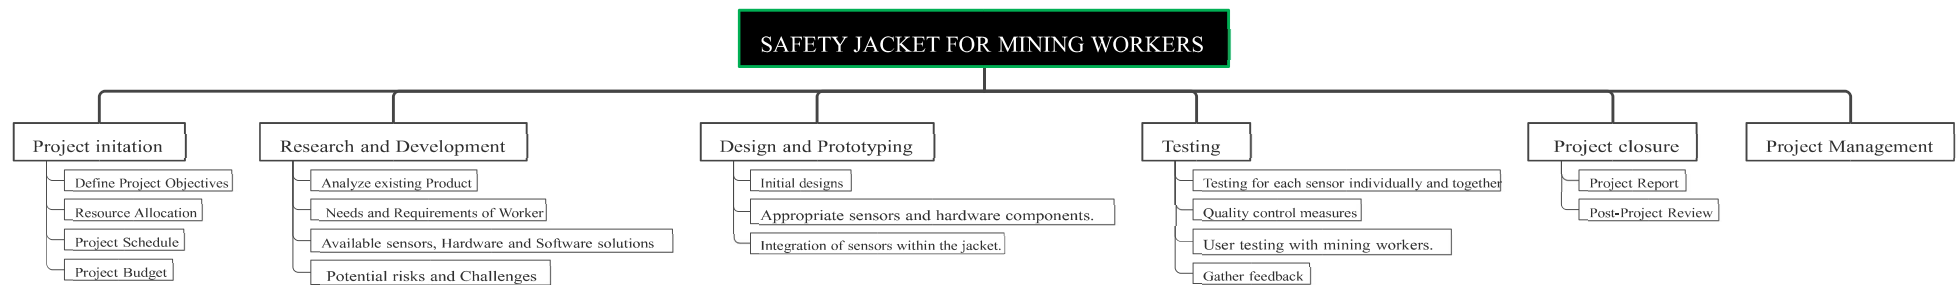 SAFETY JACKET FOR MINING WORKERS
Project initation
Define Project Objectives
Resource Allocation
Project Schedule
Project Budget
Research and Development
Analyze existing Product
Needs and Requirements of Worker
Available sensors, Hardware and Software solutions
Potential risks and Challenges
Design and Prototyping
Initial designs
Appropriate sensors and hardware components.
Integration of sensors within the jacket.
Testing
Testing for each sensor individually and together
Quality control measures
User testing with mining workers.
Gather feedback
Project closure
Project Report
Post-Project Review
Project Management